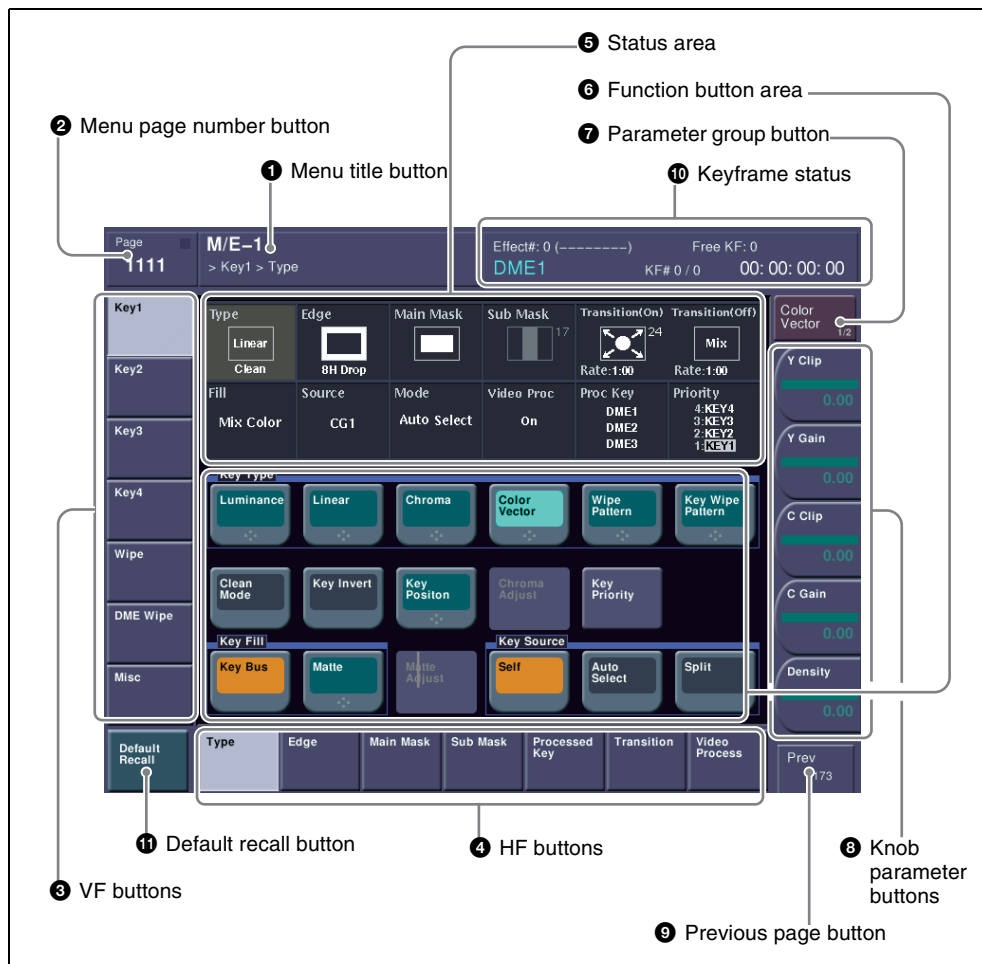 ❺ Status area
❻ Function button area
❷ Menu page number button
❼ Parameter group button
❶ Menu title button
❿ Keyframe status
Page
1111
M/E–1
> Key1 > Type
Effect#: 0 (--------)
Free KF: 0
DME1
KF# 0 / 0
00: 00: 00: 00
Key1
Key2
Key3
Key4
Wipe
DME Wipe
Misc
Type
Linear
Clean
Edge
8H Drop
Main Mask
Sub Mask
17
Transition(On)
24
Rate:1:00
Transition(Off)
Mix
Rate:1:00
Fill
Mix Color
Source
CG1
Mode
Auto Select
Video Proc
On
Proc Key
DME1
DME2
DME3
Priority
4:KEY4
3:KEY3
2:KEY2
1:KEY1
Color
Vector
1/2
Y Clip
0.00
Y Gain
0.00
C Clip
0.00
C Gain
0.00
Density
0.00
Key Type
Luminance
Linear
Chroma
Color
Vector
Wipe
Pattern
Key Wipe
Pattern
Clean
Mode
Key Invert
Key
Positon
Chroma
Adjust
Key
Priority
Key Fill
Key Bus
Matte
Matte
Adjust
Key Source
Self
Auto
Select
Split
Default
Recall
Type
Edge
Main Mask
Sub Mask
Processed
Key
Transition
Video
Process
Prev
⓫ Default recall button
❹ HF buttons
❽ Knob
parameter
buttons
❸ VF buttons
❾ Previous page button